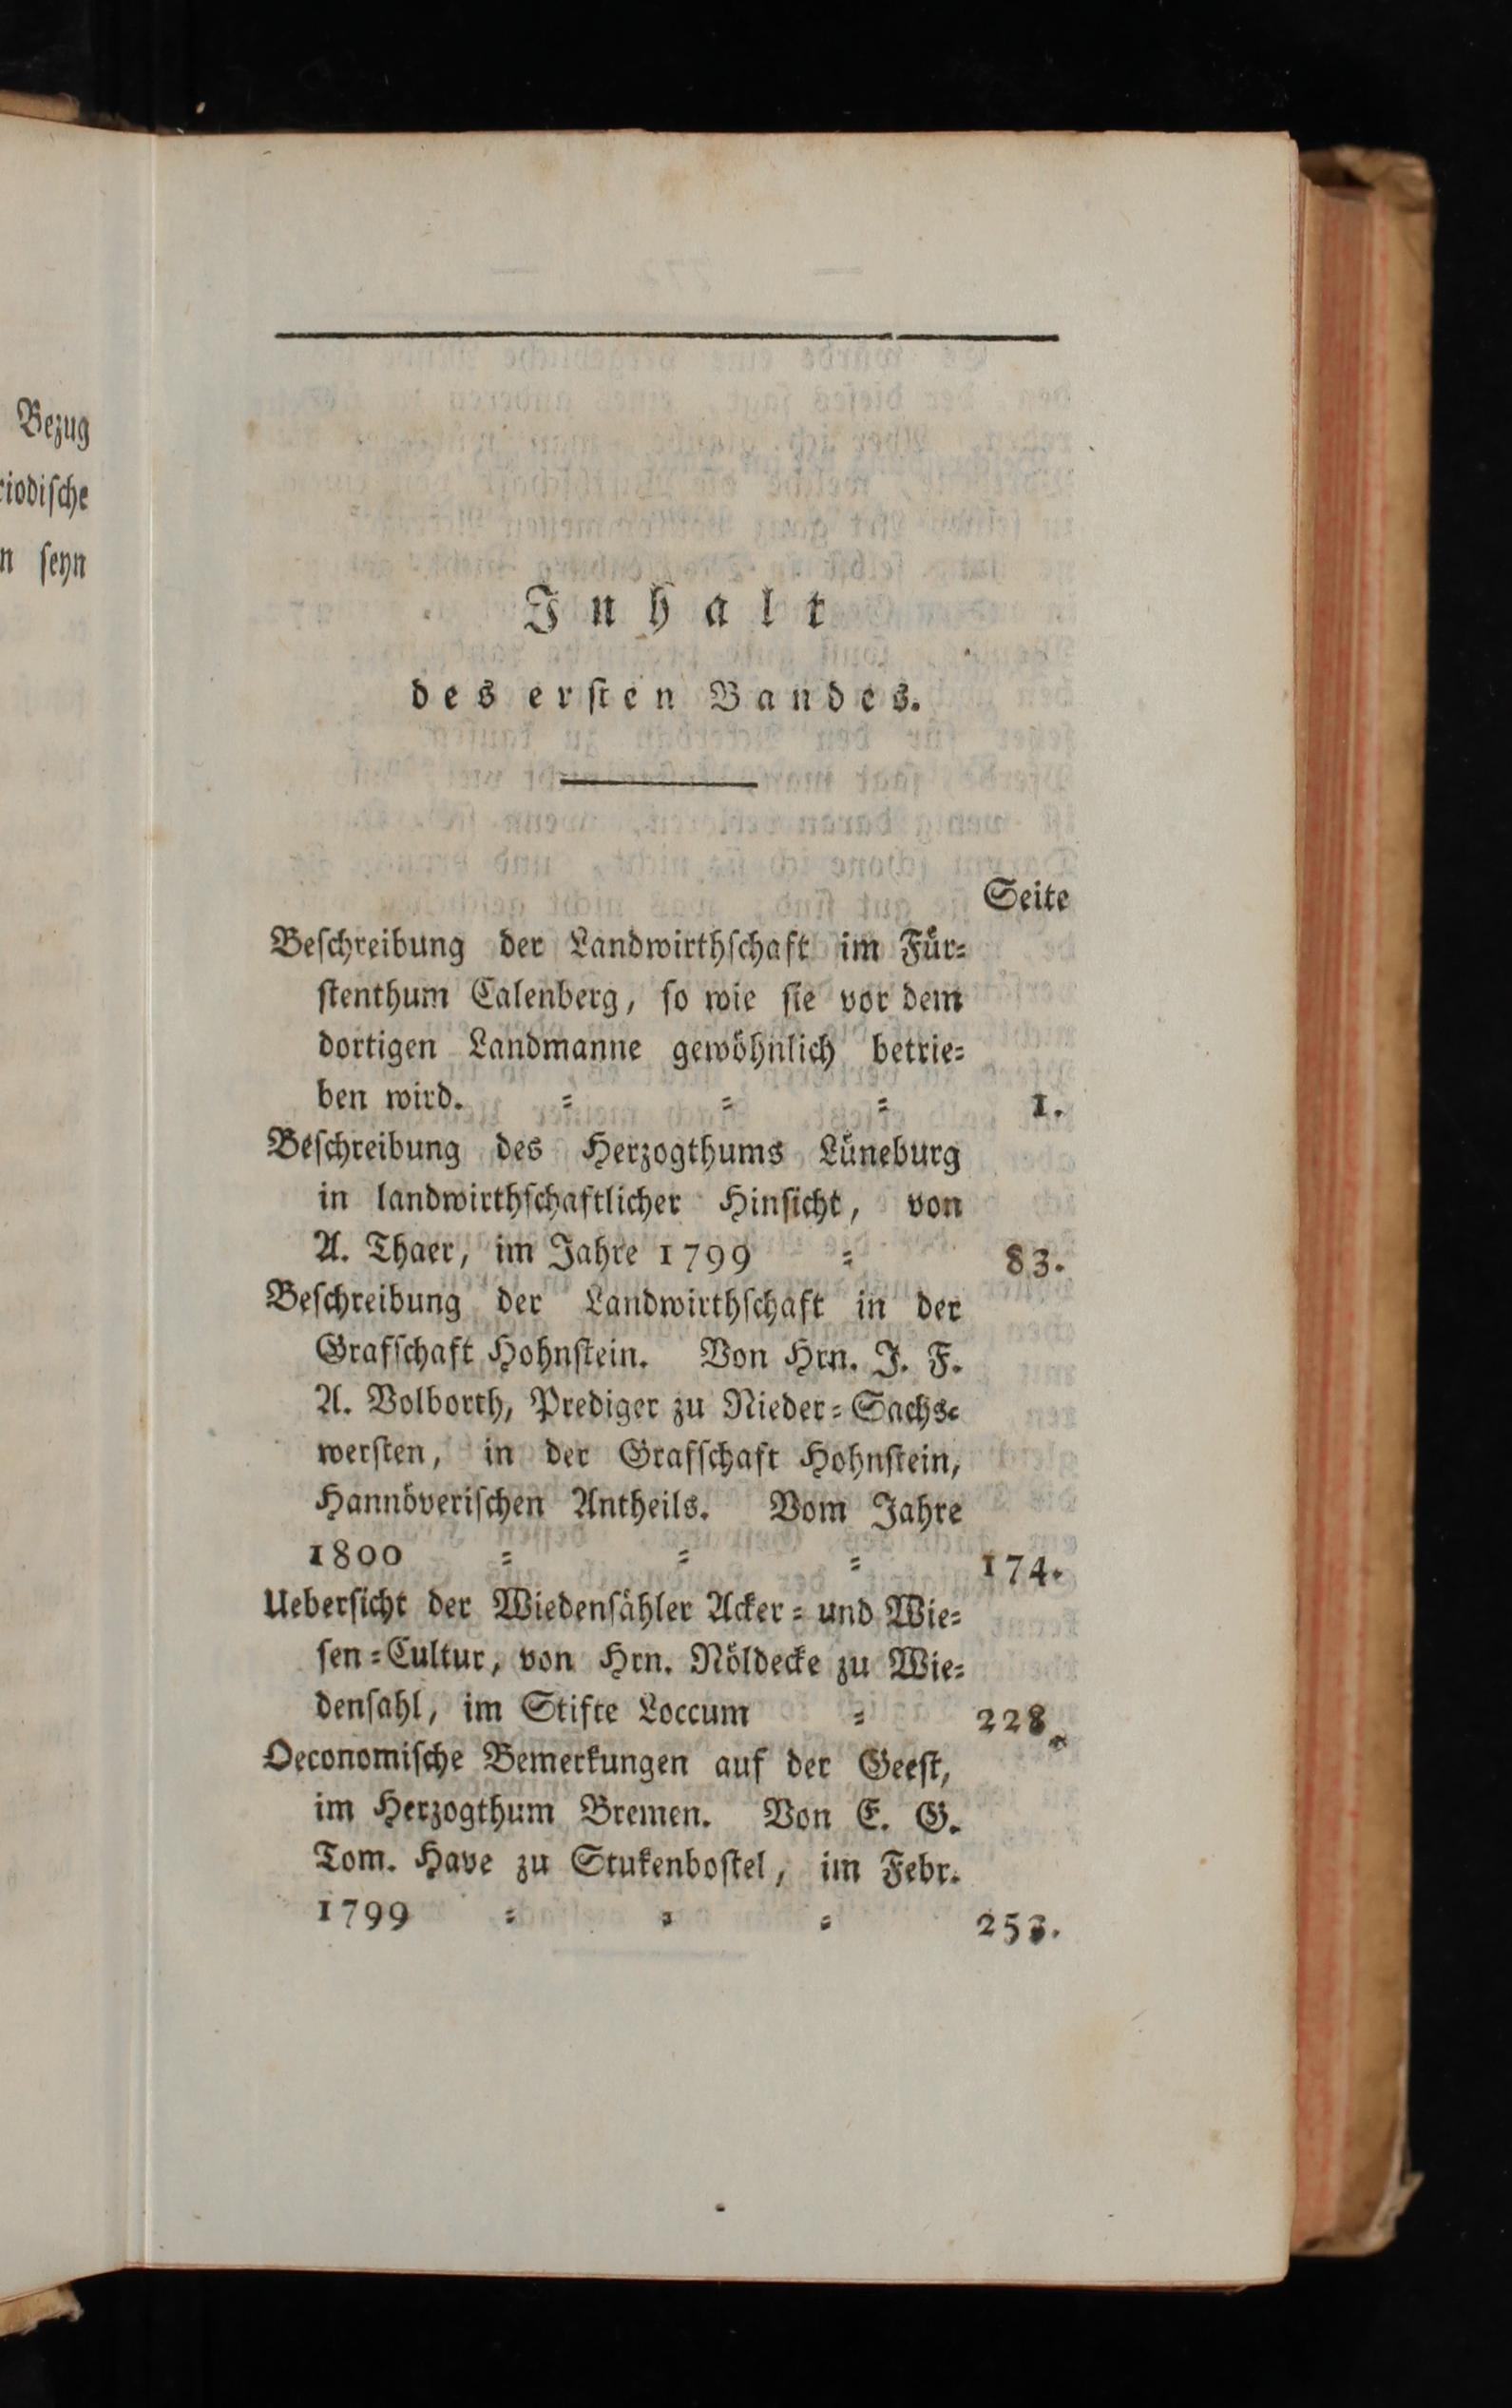 Bezug
riodische
n ſeyn
Inhalt
des erſten Bandes.
Seite
Beſchreibung der Landwirthſchaft im Für⸗
ſtenthum Calenberg, ſo wie ſie vor dem
dortigen Landmanne gewöhnlich betrie⸗
ben wird. ⸗ ⸗ ⸗ 1.
Beſchreibung des Herzogthums Lüneburg
in landwirthſchaftlicher Hinſicht, von
A. Thaer, im Jahre 1799 ⸗ 83.
Beſchreibung der Landwirthſchaft in der
Grafſchaft Hohnſtein. Von Hrn. J. F.
A. Volborth, Prediger zu Nieder⸗Sachs⸗
werſten, in der Grafſchaft Hohnſtein,
Hannöveriſchen Antheils. Vom Jahre
1800 ⸗ ⸗ ⸗ 174.
Ueberſicht der Wiedenſähler Acker⸗ und Wie⸗
ſen⸗Cultur, von Hrn. Nöldecke zu Wie⸗
denſahl, im Stifte Loccum ⸗ 228.
Oeconomiſche Bemerkungen auf der Geeſt,
im Herzogthum Bremen. Von E. G.
Tom. Have zu Stukenboſtel, im Febr.
1799 ⸗ ⸗ ⸗ 253.